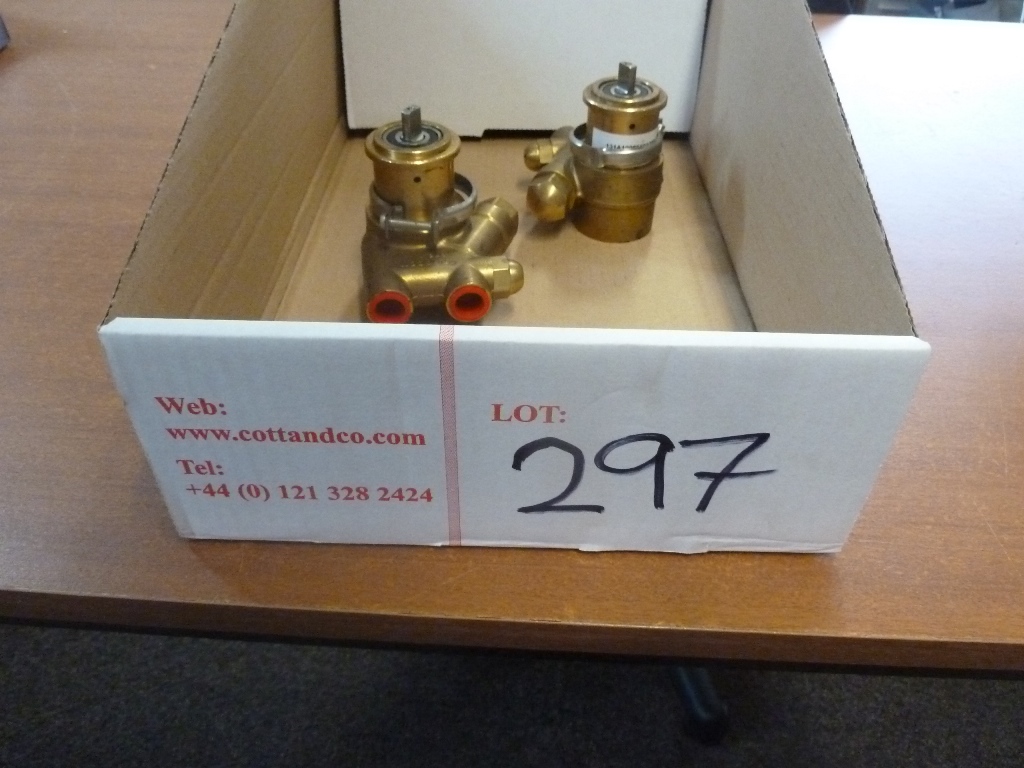 Web:
www.cottandco.com
Tel:
+44 (0) 121 328 2424
LOT:
297